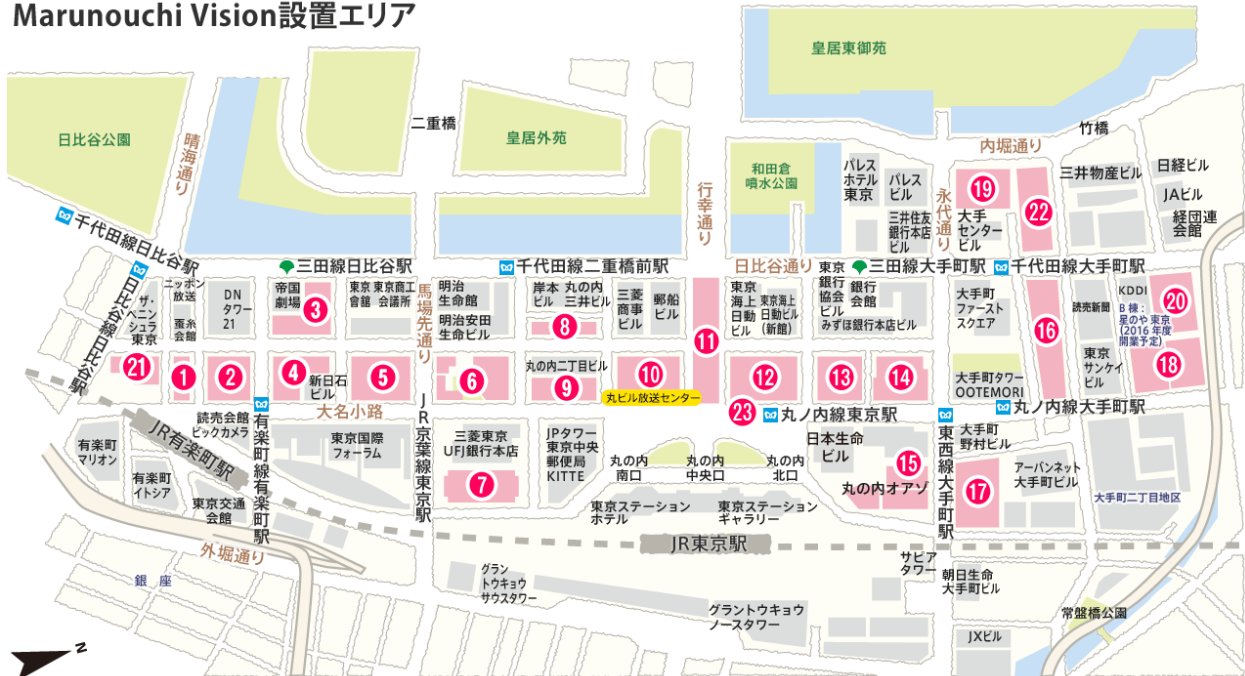 Marunouchi Vision設置エリア
皇居東御苑
日比谷公園
晴海通り
二重橋
皇居外苑
行幸通り
和田倉
噴水公園
パレス
ホテル
東京
パレス
ビル
三井住友
銀行本店
ビル
永代通り
内堀通り
竹橋
19
大手
センター
ビル
22
三井物産ビル
日経ビル
JAビル
経団連
会館
千代田線日比谷駅
三田線日比谷駅
千代田線二重橋前駅
日比谷通り
三田線大手町駅
千代田線大手町駅
日比谷線日比谷駅
ザ・
ペニン
シュラ
東京
ニッポン
放送
蚕糸
会館
DN
タワー
21
帝国
劇場
3
東京
會舘
東京商工
会議所
馬場先通り
明治
生命館
明治安田
生命ビル
岸本
ビル
丸の内
三井ビル
8
三菱
商事
ビル
郵船
ビル
11
東京
海上
日動
ビル
東京海上
日動ビル
(新館)
東京
銀行
協会
ビル
銀行
会館
みずほ銀行本店ビル
大手町
ファースト
スクエア
16
読売新聞
KDDI
B棟:
星のや 東京
(2016 年度
開業予定)
20
21
1
2
4
新日石
ビル
5
6
丸の内二丁目ビル
9
10
丸ビル放送センター
12
13
14
大手町タワー
OOTEMORI
東京
サンケイ
ビル
18
大名小路
23
丸ノ内線東京駅
丸ノ内線大手町駅
読売会館
ビックカメラ
有楽町線有楽町駅
JR京葉線東京駅
東西線大手町駅
JR有楽町駅
有楽町
マリオン
有楽町
イトシア
東京交通
会館
東京国際
フォーラム
三菱東京
UFJ銀行本店
7
JPタワー
東京中央
郵便局
KITTE
丸の内
南口
丸の内
中央口
丸の内
北口
日本生命
ビル
15
丸の内オアゾ
大手町
野村ビル
17
アーバンネット
大手町ビル
大手町二丁目地区
東京ステーション
ホテル
東京ステーション
ギャラリー
JR東京駅
外堀通り
銀 座
グラン
トウキョウ
サウスタワー
グラントウキョウ
ノースタワー
サピア
タワー
朝日生命
大手町ビル
常盤橋公園
JXビル
N